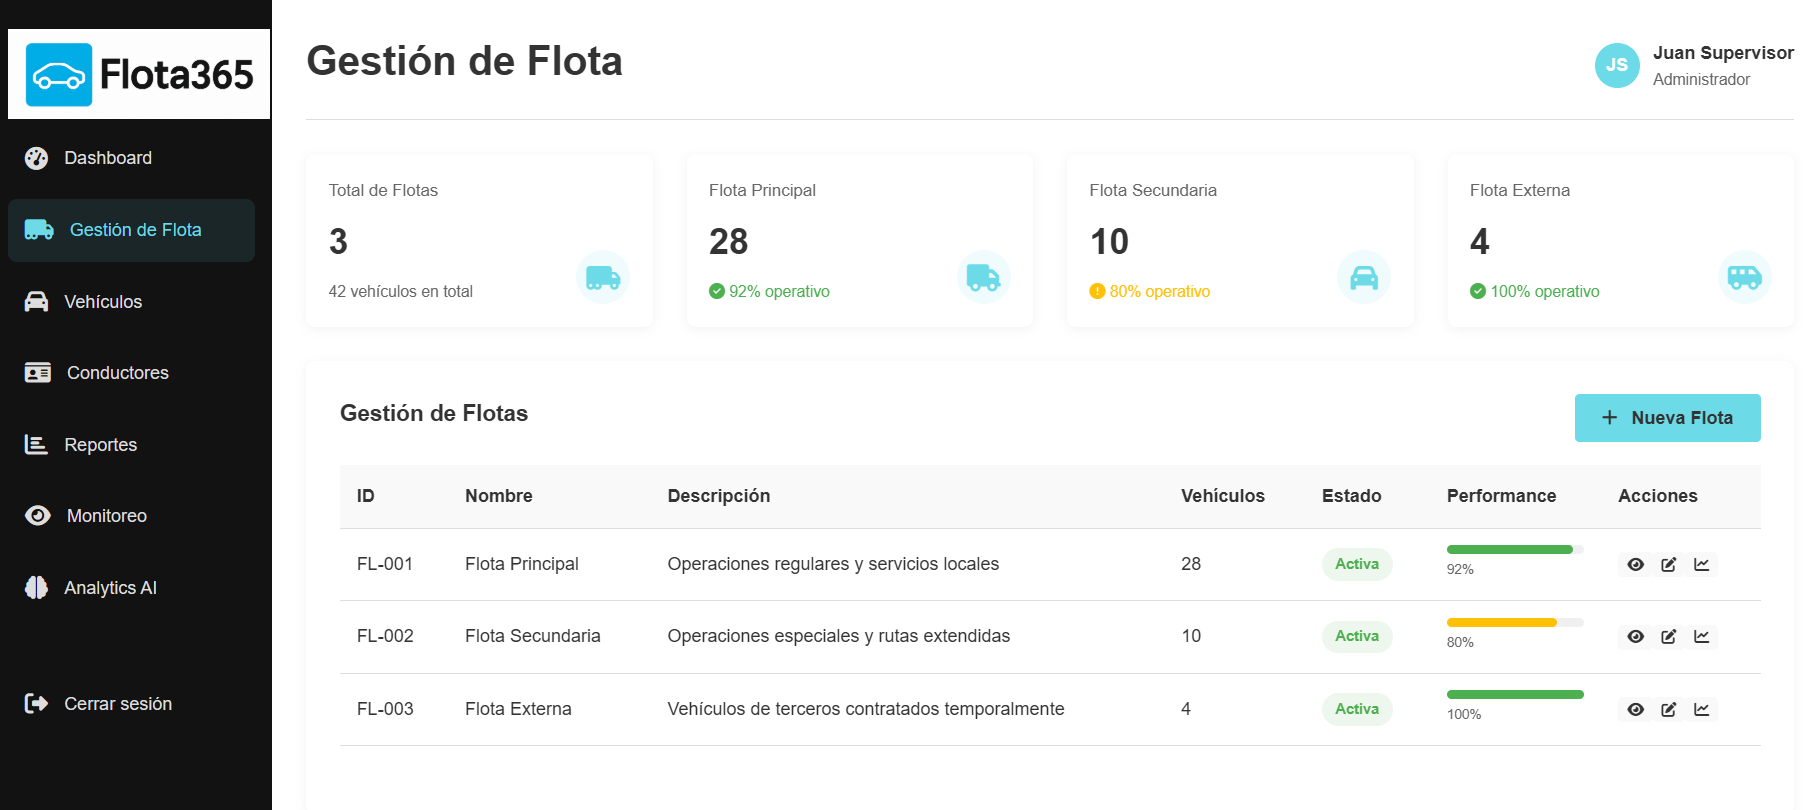 Flota365
Dashboard
Gestión de Flota
Vehículos
Conductores
Reportes
Monitoreo
Analytics AI
Cerrar sesión
Gestión de Flota
JS
Juan Supervisor
Administrador
Total de Flotas
3
42 vehículos en total
Flota Principal
28
92% operativo
Flota Secundaria
10
80% operativo
Flota Externa
4
100% operativo
Gestión de Flotas
+ Nueva Flota
ID Nombre Descripción Vehículos Estado Performance Acciones
FL-001 Flota Principal Operaciones regulares y servicios locales 28 Activa 92%
FL-002 Flota Secundaria Operaciones especiales y rutas extendidas 10 Activa 80%
FL-003 Flota Externa Vehículos de terceros contratados temporalmente 4 Activa 100%